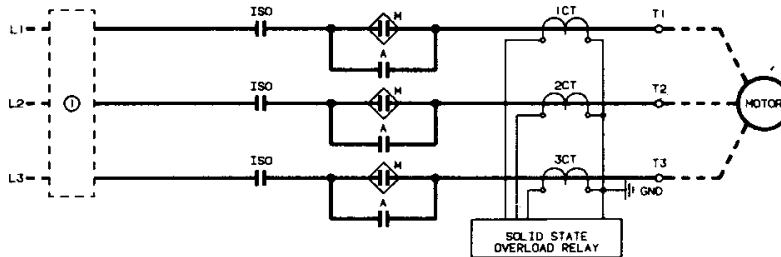 L1
ISO
M
A
1CT
T1
L2
1
ISO
M
A
2CT
T2
MOTOR
L3
ISO
M
A
3CT
T3
GND
SOLID STATE
OVERLOAD RELAY